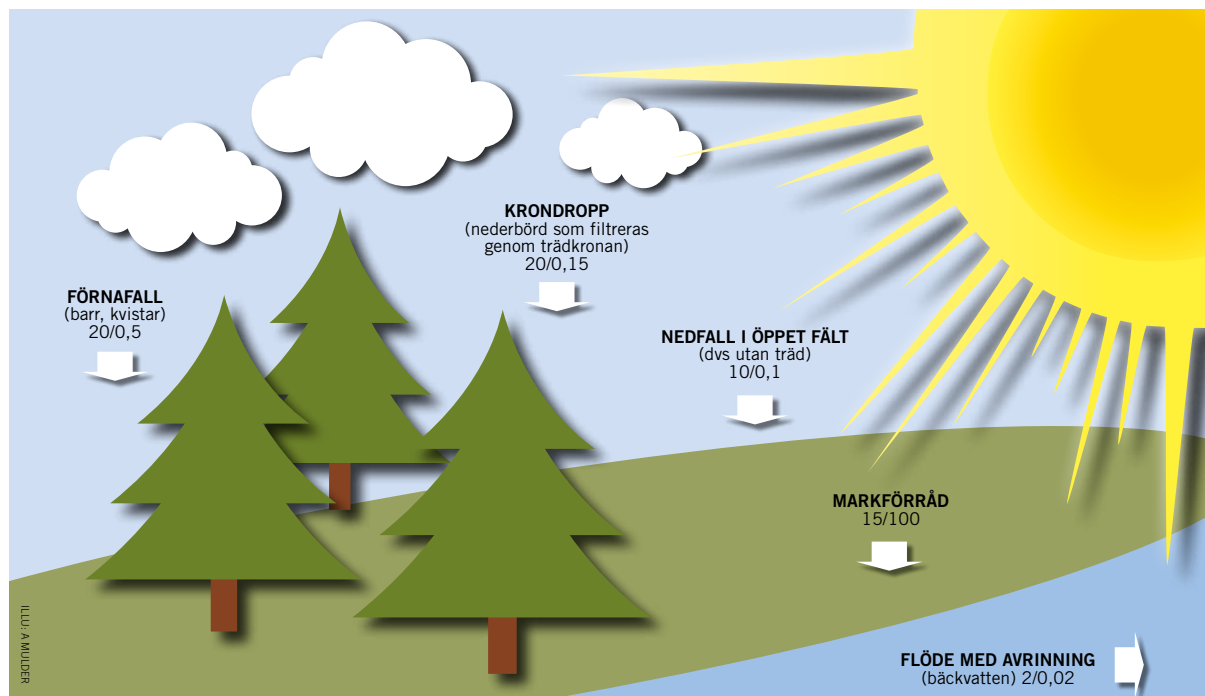 KRONDROPP
(nederbörd som filtreras
genom trädkronan)
20/0,15
FÖRNAFALL
(barr, kvistar)
20/0,5
NEDFALL I ÖPPET FÄLT
(dvs utan träd)
10/0,1
MARKFÖRRÅD
15/100
FLÖDE MED AVRINNING
(bäckvatten) 2/0,02
ILLU: A MULDER